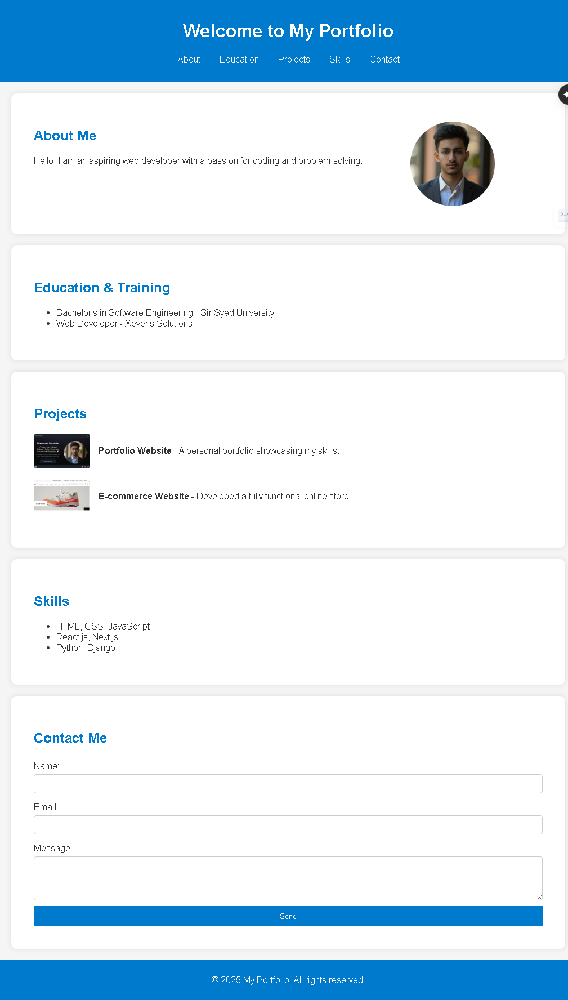 Welcome to My Portfolio
About Education Projects Skills Contact
About Me
Hello! I am an aspiring web developer with a passion for coding and problem-solving.
Education & Training
Bachelor's in Software Engineering - Sir Syed University
Web Developer - Xevens Solutions
Projects
Portfolio Website - A personal portfolio showcasing my skills.
E-commerce Website - Developed a fully functional online store.
Skills
HTML, CSS, JavaScript
React.js, Next.js
Python, Django
Contact Me
Name:
Email:
Message:
Send
© 2025 My Portfolio. All rights reserved.